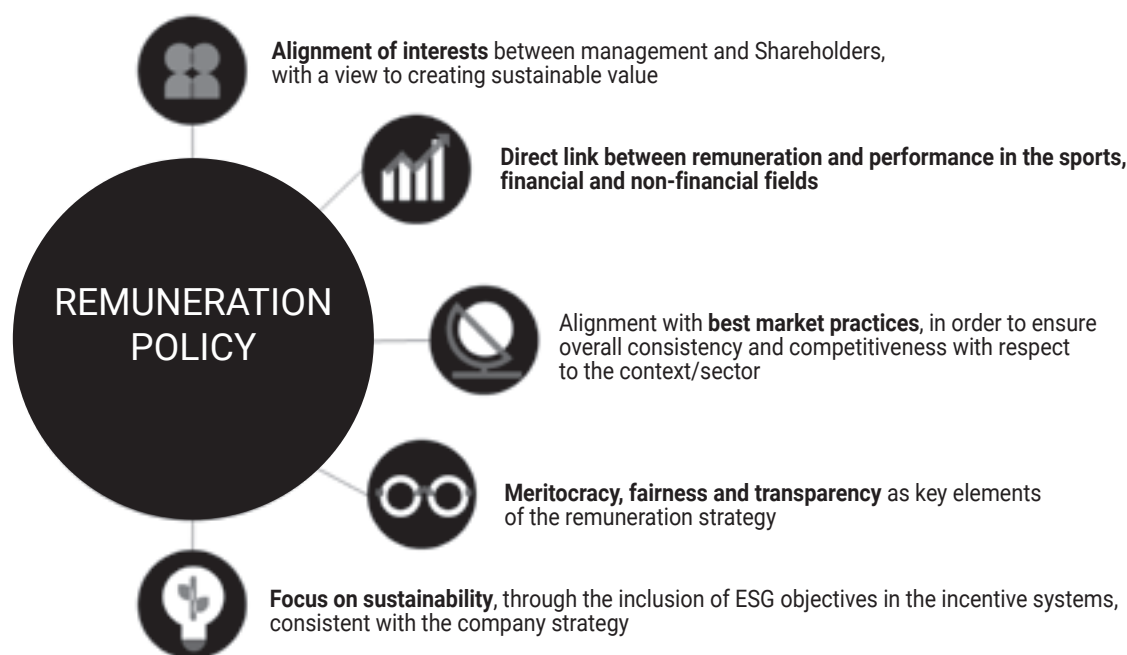 Alignment of interests between management and Shareholders,
with a view to creating sustainable value
Direct link between remuneration and performance in the sports,
financial and non-financial fields
REMUNERATION
POLICY
Alignment with best market practices, in order to ensure
overall consistency and competitiveness with respect
to the context/sector
Meritocracy, fairness and transparency as key elements
of the remuneration strategy
Focus on sustainability, through the inclusion of ESG objectives in the incentive systems,
consistent with the company strategy